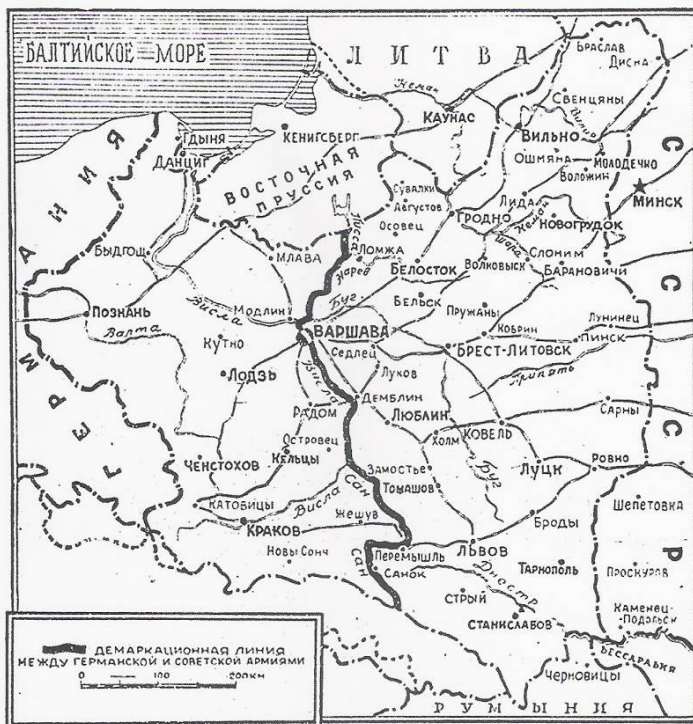 БАЛТИЙСКОЕ МОРЕ
ЛИТВА
БРАСЛАВ
ДИСНА
Неман
КАУНАС
СВЕНЦЯНЫ
ВИЛЬНО
Вилия
ГДЫНЯ
КЕНИГСБЕРГ
ОШМЯНА
МОЛОДЕЧКО
ВОЛОЖИН
ДАНЦИГ
ВОСТОЧНАЯ
ПРУССИЯ
СУВАЛКИ
АВГУСТОВ
ЛИДА
МИНСК
ГРОДНО
Неман
НОВОГРУДОК
ОСОВЕЦ
Писса
Щара
БЫДГОЩ
МЛАВА
ЛОМЖА
СЛОНИМ
Нарев
БЕЛОСТОК
ВОЛКОВЫСК
БАРАНОВИЧИ
Буг
БЕЛЬСК
ПРУЖАНЫ
ПОЗНАНЬ
Висла
МОДЛИН
ВАРШАВА
КОБРИН
ЛУНИНЕЦ
Варта
КУТНО
СЕДЛЕЦ
БРЕСТ-ЛИТОВСК
ПИНСК
ЛОДЗЬ
Висла
ЛУКОВ
Припять
ДЕМБЛИН
РАДОМ
ЛЮБЛИН
САРНЫ
ОСТРОВЕЦ
ХОЛМ
КОВЕЛЬ
ЧЕНСТОХОВ
КЕЛЬЦЫ
ЗАМОСТЬЕ
Буг
ЛУЦК
РОВНО
ТОМАШОВ
Сан
КАТОВИЦЫ
Висла
ШЕПЕТОВКА
КРАКОВ
ЖЕШУВ
БРОДЫ
НОВЫ СОНЧ
ПЕРЕМЫШЛЬ
ЛЬВОВ
ТАРНОПОЛЬ
ПРОСКУРОВ
Сан
САНОК
Днестр
СТРЫЙ
СТАНИСЛАБОВ
КАМЕНЕЦ-
ПОДОЛЬСК
БЕССАРАБИЯ
ЧЕРНОВИЦЫ
РУМЫНИЯ
ГЕРМАНИЯ
СССР
ДЕМАРКАЦИОННАЯ ЛИНИЯ
МЕЖДУ ГЕРМАНСКОЙ И СОВЕТСКОЙ АРМИЯМИ
0 100 200КМ